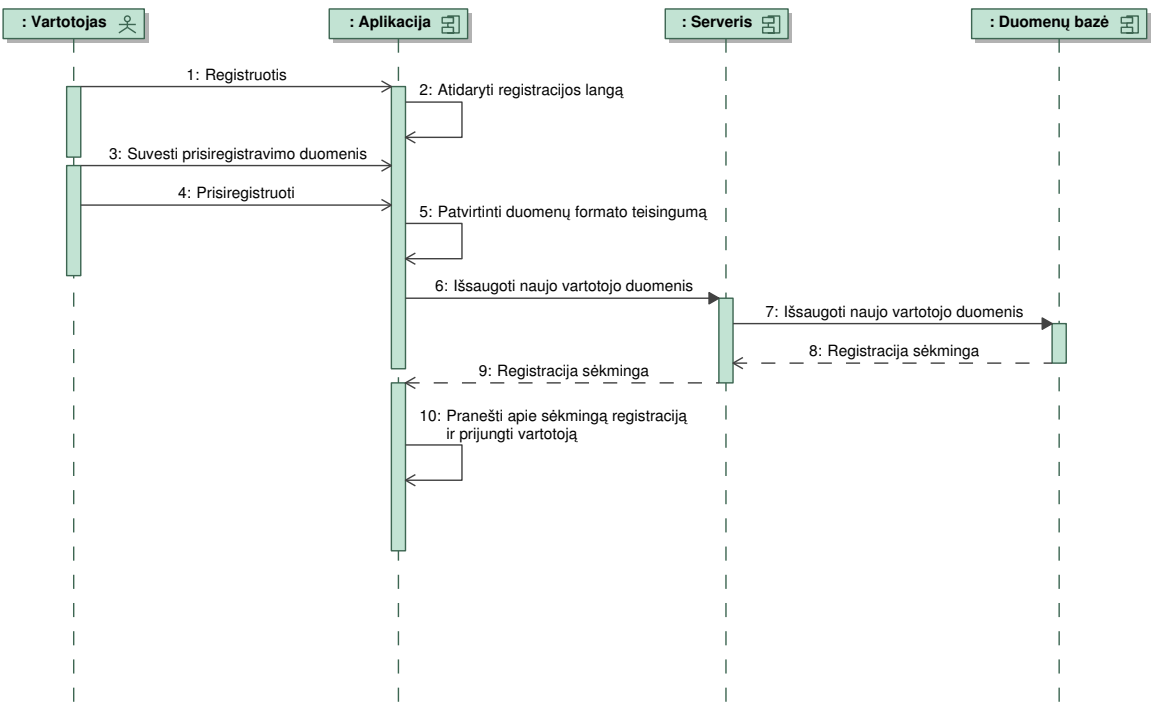 : Vartotojas
: Aplikacija
: Serveris
: Duomenų bazė
1: Registruotis
2: Atidaryti registracijos langą
3: Suvesti prisiregistravimo duomenis
4: Prisiregistruoti
5: Patvirtinti duomenų formato teisingumą
6: Išsaugoti naujo vartotojo duomenis
7: Išsaugoti naujo vartotojo duomenis
8: Registracija sėkminga
9: Registracija sėkminga
10: Pranešti apie sėkmingą registraciją
ir prijungti vartotoją